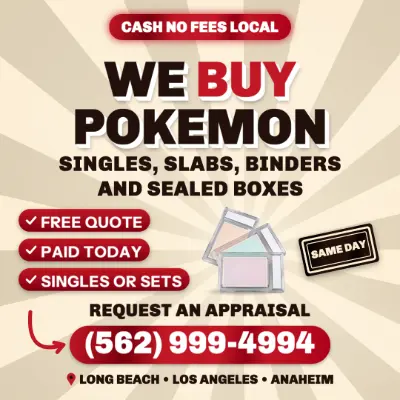 CASH NO FEES LOCAL
WE BUY
POKEMON
SINGLES, SLABS, BINDERS
AND SEALED BOXES
FREE QUOTE
PAID TODAY
SINGLES OR SETS
SAME DAY
REQUEST AN APPRAISAL
(562) 999-4994
LONG BEACH • LOS ANGELES • ANAHEIM